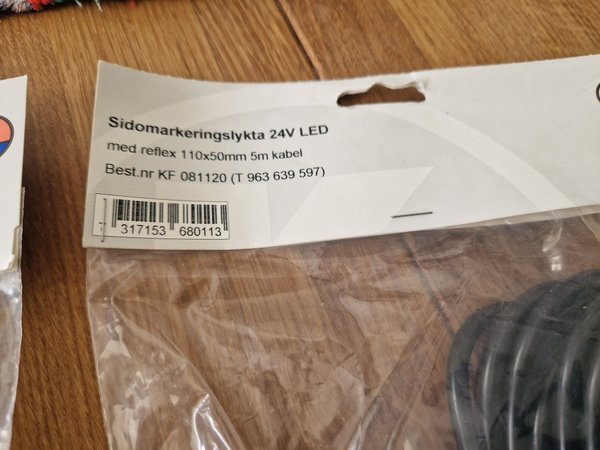 Sidomarkeringslykta 24V LED
med reflex 110x50mm 5m kabel
Best.nr KF 081120 (T 963 639 597)
317153 680113